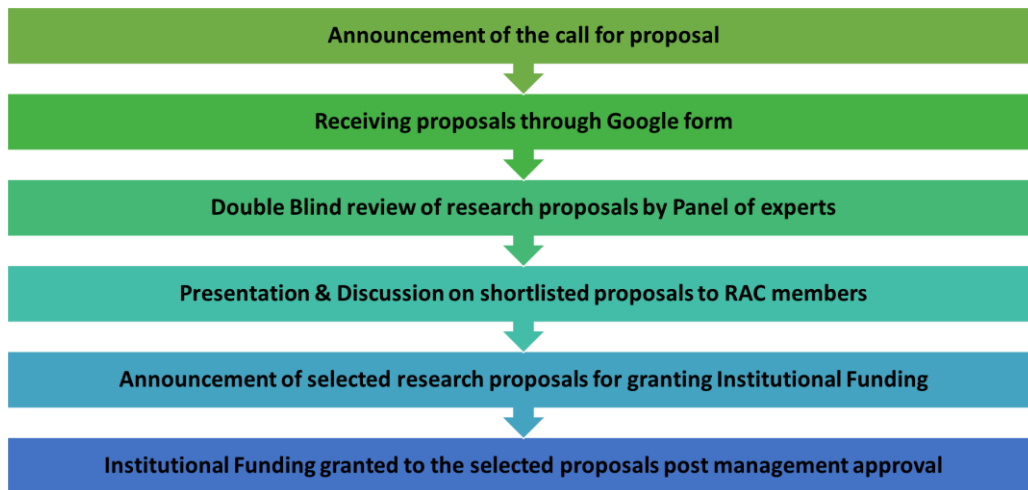 Announcement of the call for proposal
Receiving proposals through Google form
Double Blind review of research proposals by Panel of experts
Presentation & Discussion on shortlisted proposals to RAC members
Announcement of selected research proposals for granting Institutional Funding
Institutional Funding granted to the selected proposals post management approval